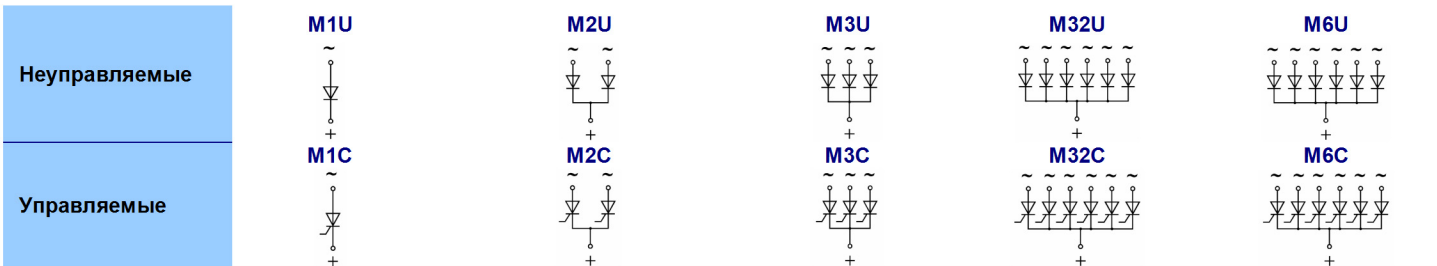 M1U M2U M3U M32U M6U
~ ~ ~ ~ ~ ~ ~ ~ ~ ~ ~ ~ ~ ~ ~ ~ ~ ~
Неуправляемые
+ + + + +
M1C M2C M3C M32C M6C
~ ~ ~ ~ ~ ~ ~ ~ ~ ~ ~ ~ ~ ~ ~ ~ ~ ~
Управляемые
+ + + + +